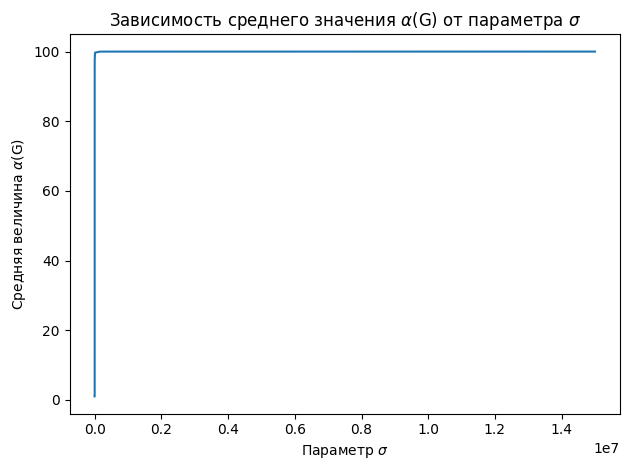 Зависимость среднего значения α(G) от параметра σ
Средняя величина α(G)
100
80
60
40
20
0
0.0 0.2 0.4 0.6 0.8 1.0 1.2 1.4
1e7
Параметр σ